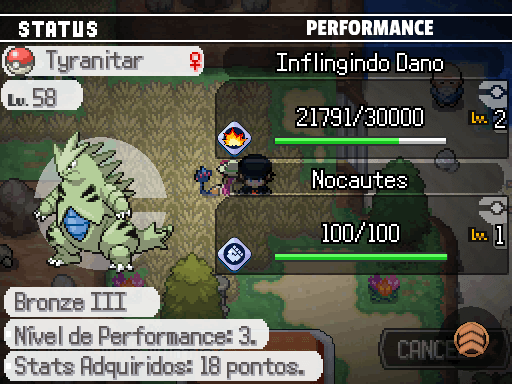 STATUS
PERFORMANCE
Tyranitar ♀
Lv. 58
Inflingindo Dano
21791/30000
Lv. 2
Nocautes
100/100
Lv. 1
Bronze III
Nível de Performance: 3.
Stats Adquiridos: 18 pontos.